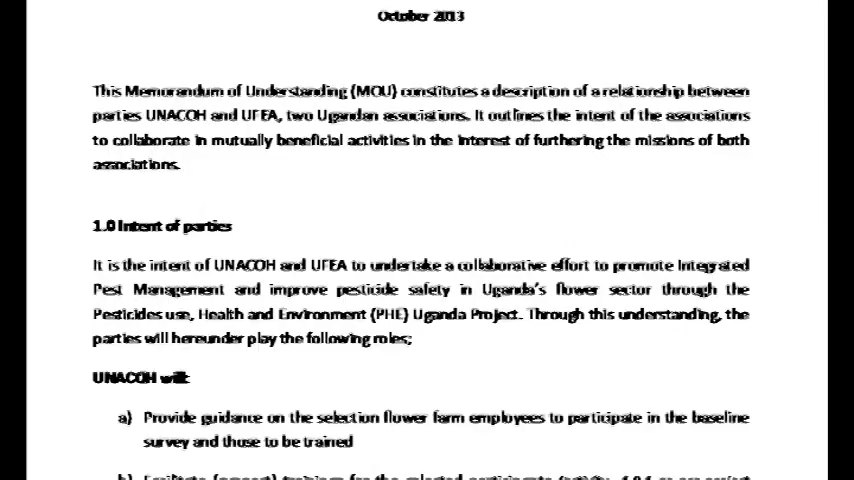 October 2013
This Memorandum of Understanding (MOU) constitutes a description of a relationship between
parties UNACOH and UFEA, two Ugandan associations. It outlines the intent of the associations
to collaborate in mutually beneficial activities in the interest of furthering the missions of both
associations.
1.0 Intent of parties
It is the intent of UNACOH and UFEA to undertake a collaborative effort to promote Integrated
Pest Management and improve pesticide safety in Uganda's flower sector through the
Pesticides use, Health and Environment (PHE) Uganda Project. Through this understanding, the
parties will hereunder play the following roles;
UNACOH will:
a) Provide guidance on the selection flower farm employees to participate in the baseline
survey and those to be trained